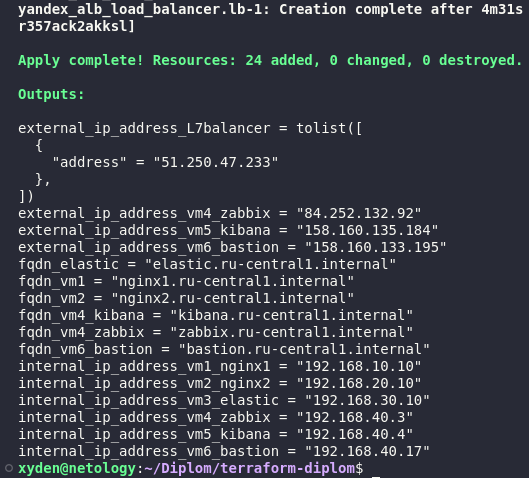 yandex_alb_load_balancer.lb-1: Creation complete after 4m31s
r357ack2akksl]
Apply complete! Resources: 24 added, 0 changed, 0 destroyed.
Outputs:
external_ip_address_L7balancer = tolist([
  {
    "address" = "51.250.47.233"
  },
])
external_ip_address_vm4_zabbix = "84.252.132.92"
external_ip_address_vm5_kibana = "158.160.135.184"
external_ip_address_vm6_bastion = "158.160.133.195"
fqdn_elastic = "elastic.ru-central1.internal"
fqdn_vm1 = "nginx1.ru-central1.internal"
fqdn_vm2 = "nginx2.ru-central1.internal"
fqdn_vm4_kibana = "kibana.ru-central1.internal"
fqdn_vm4_zabbix = "zabbix.ru-central1.internal"
fqdn_vm6_bastion = "bastion.ru-central1.internal"
internal_ip_address_vm1_nginx1 = "192.168.10.10"
internal_ip_address_vm2_nginx2 = "192.168.20.10"
internal_ip_address_vm3_elastic = "192.168.30.10"
internal_ip_address_vm4_zabbix = "192.168.40.3"
internal_ip_address_vm5_kibana = "192.168.40.4"
internal_ip_address_vm6_bastion = "192.168.40.17"
xyden@netology:~/Diplom/terraform-diplom$